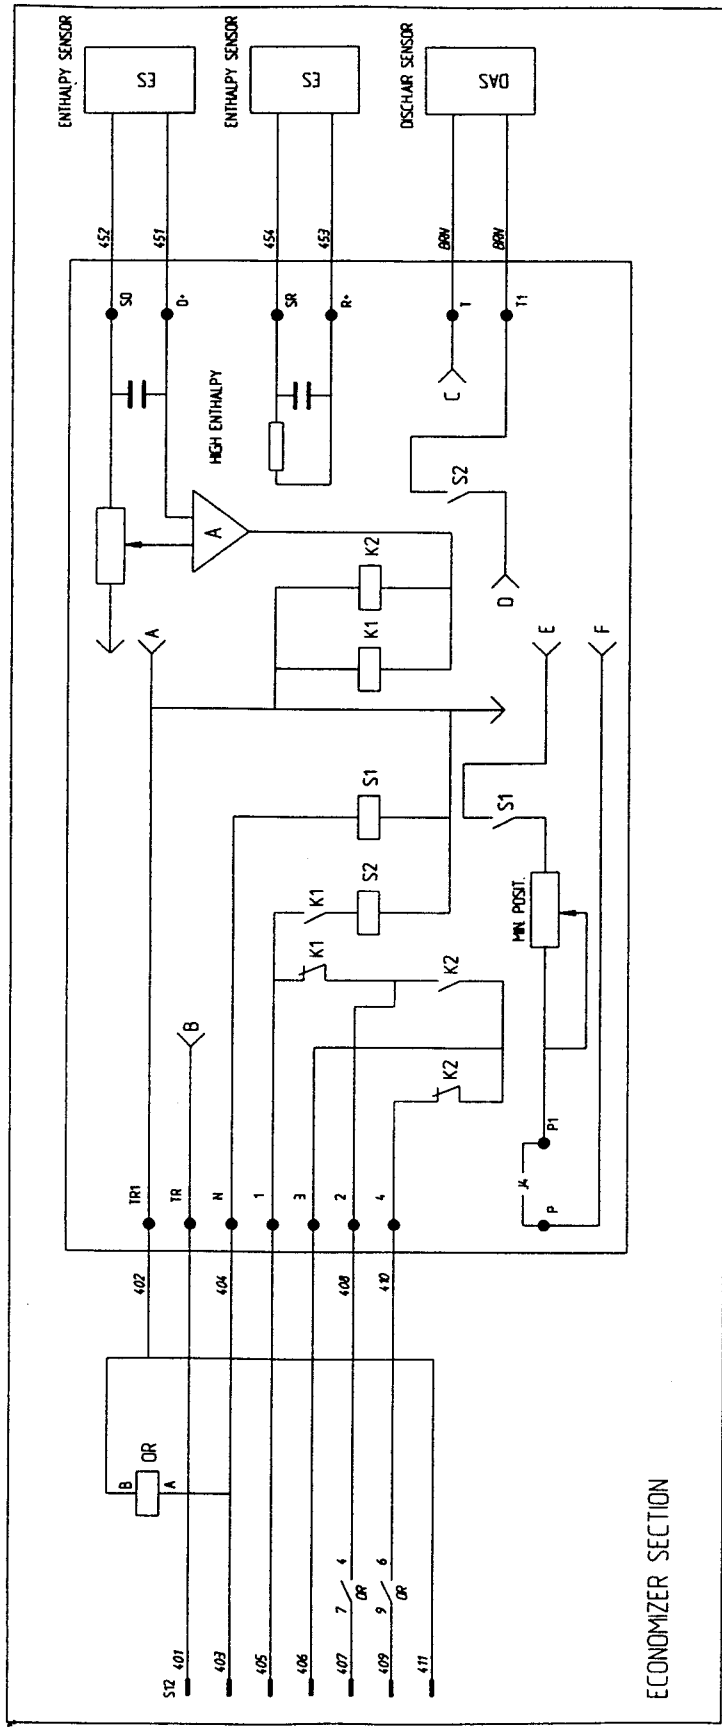 ENTHALPY SENSOR
ES
ENTHALPY SENSOR
ES
DISCH.AIR SENSOR
DAS
452
451
454
453
BRN
BRN
SO
O+
SR
R+
T
T1
HIGH ENTHALPY
A
C
S2
D
K2
K1
A
E
F
S1
S1
S2
K1
K1
K2
K2
MIN. POSIT.
B
TR1
TR
N
1
3
2
4
P1
J4
P
402
404
408
410
OR
B
A
4
7
OR
6
9
OR
S12
401
403
405
406
407
409
411
ECONOMIZER SECTION